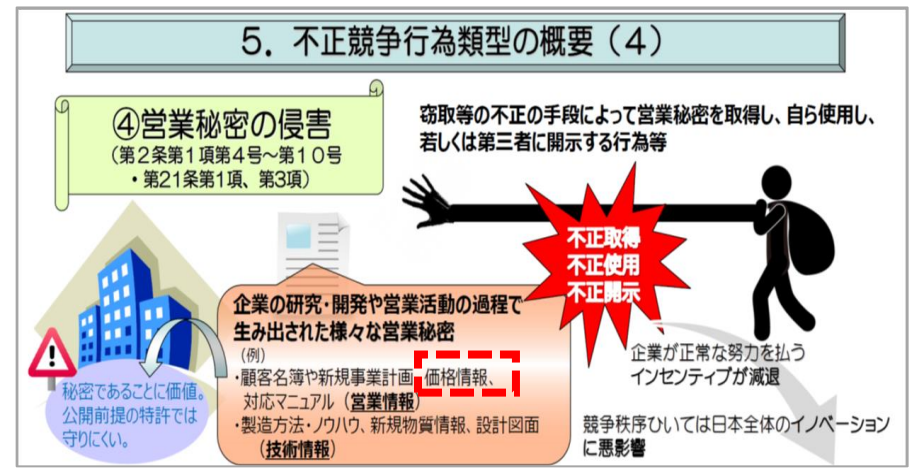 ５．不正競争行為類型の概要（４）
④営業秘密の侵害
（第２条第１項第４号～第１０号
・第21条第１項、第３項）
窃取等の不正の手段によって営業秘密を取得し、自ら使用し、
若しくは第三者に開示する行為等
不正取得
不正使用
不正開示
企業の研究・開発や営業活動の過程で
生み出された様々な営業秘密
（例）
・顧客名簿や新規事業計画、価格情報、
対応マニュアル（営業情報）
・製造方法・ノウハウ、新規物質情報、設計図面
（技術情報）
秘密であることに価値。
公開前提の特許では
守りにくい。
企業が正常な努力を払う
インセンティブが減退
競争秩序ひいては日本全体のイノベーション
に悪影響